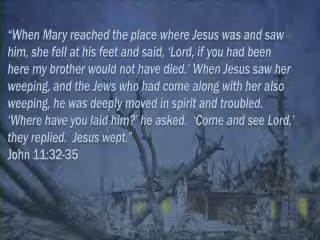 “When Mary reached the place where Jesus was and saw
him, she fell at his feet and said, ‘Lord, if you had been
here my brother would not have died.’ When Jesus saw her
weeping, and the Jews who had come along with her also
weeping, he was deeply moved in spirit and troubled.
‘Where have you laid him?’ he asked.  ‘Come and see Lord,’
they replied.  Jesus wept.”
John 11:32-35